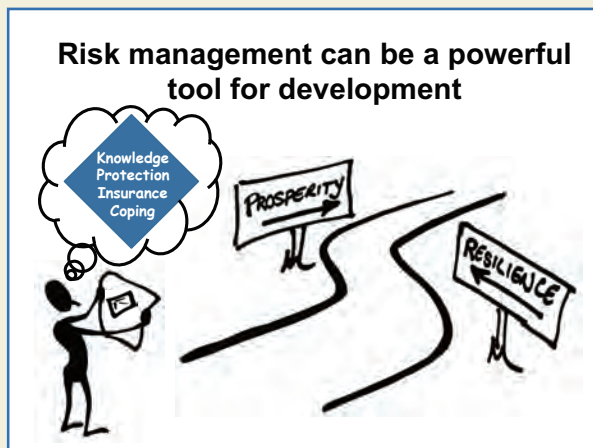 Risk management can be a powerful
tool for development
Knowledge
Protection
Insurance
Coping
PROSPERITY
RESILIENCE